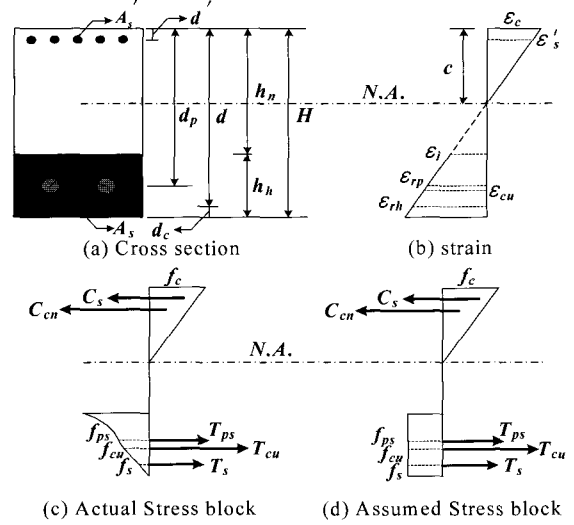 A_s'
d'
d_p
d
h_n
h_h
H
A_s
d_c
(a) Cross section
N.A.
ε_c
ε_s'
c
ε_i
ε_rp
ε_cu
ε_rh
(b) strain
f_c
C_s
C_cn
N.A.
f_ps
f_cu
f_s
T_ps
T_cu
T_s
(c) Actual Stress block
f_c
C_s
C_cn
f_ps
f_cu
f_s
T_ps
T_cu
T_s
(d) Assumed Stress block